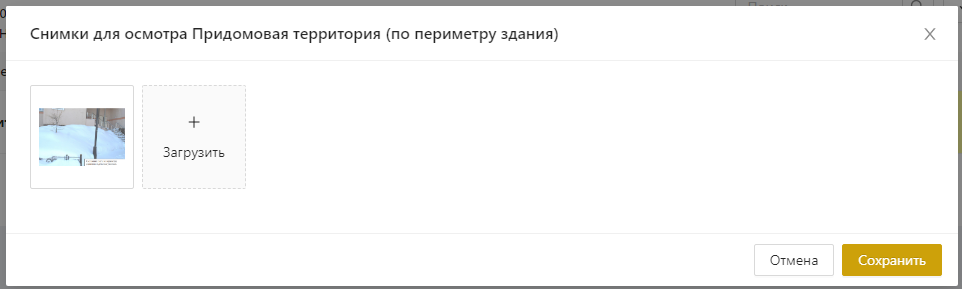 Снимки для осмотра Придомовая территория (по периметру здания)
Загрузить
Отмена
Сохранить